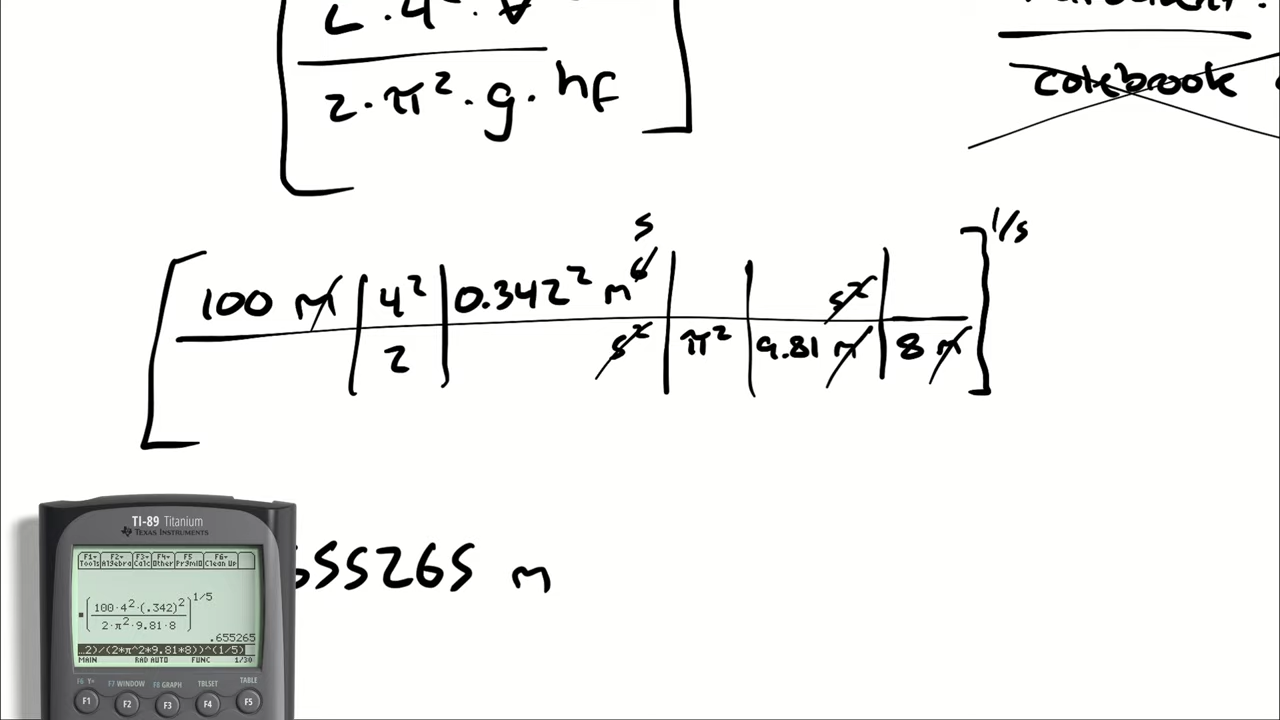 L · 4² · V
2 · π² · g · hf
colebrook
[100 m | 4² | 0.342² m⁶ 5 | | s² | ]^1/5
2 | s² | π² | 9.81 m | 8 m
655265 m
TI-89 Titanium
TEXAS INSTRUMENTS
F1▾ F2▾ F3▾ F4▾ F5 F6▾
Tools Algebra Calc Other PrgmIO Clean Up
(100·4²·(.342)²
2·π²·9.81·8)^1/5
.655265
…2)/(2*π^2*9.81*8))^(1/5)
MAIN RAD AUTO FUNC 1/30
F6 Y= F7 WINDOW F8 GRAPH TBLSET TABLE
F1 F2 F3 F4 F5